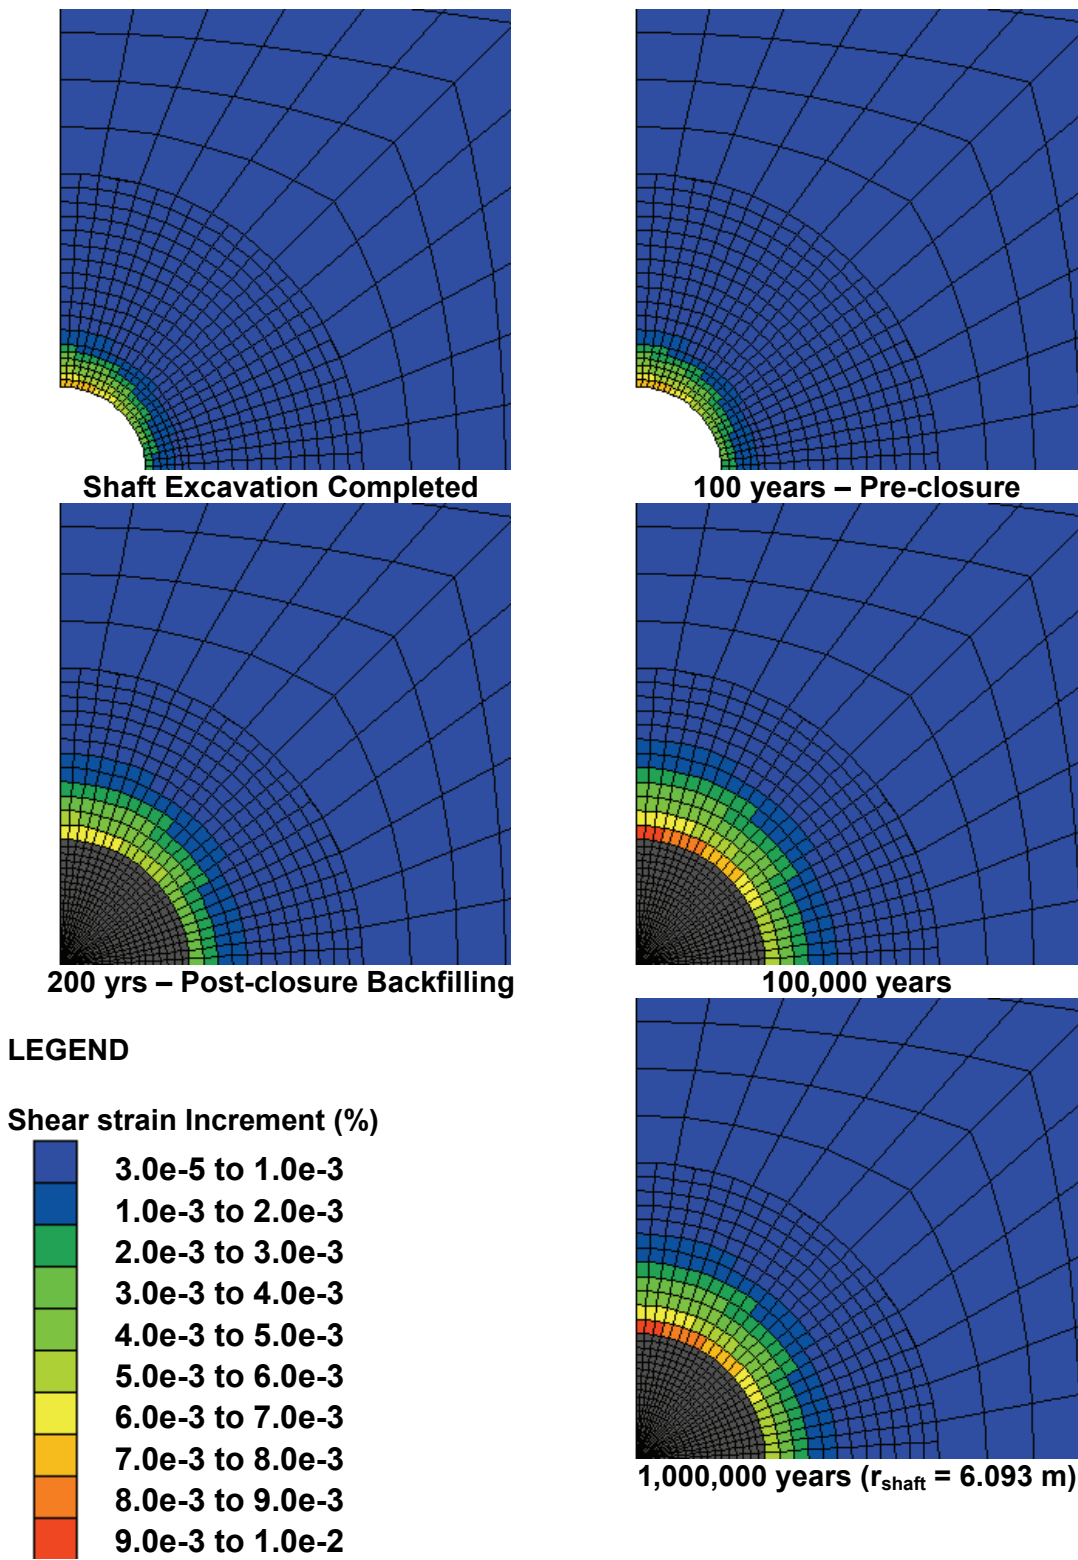 Shaft Excavation Completed
100 years – Pre-closure
200 yrs – Post-closure Backfilling
100,000 years
LEGEND
Shear strain Increment (%)
3.0e-5 to 1.0e-3
1.0e-3 to 2.0e-3
2.0e-3 to 3.0e-3
3.0e-3 to 4.0e-3
4.0e-3 to 5.0e-3
5.0e-3 to 6.0e-3
6.0e-3 to 7.0e-3
7.0e-3 to 8.0e-3
8.0e-3 to 9.0e-3
9.0e-3 to 1.0e-2
1,000,000 years (r_shaft = 6.093 m)